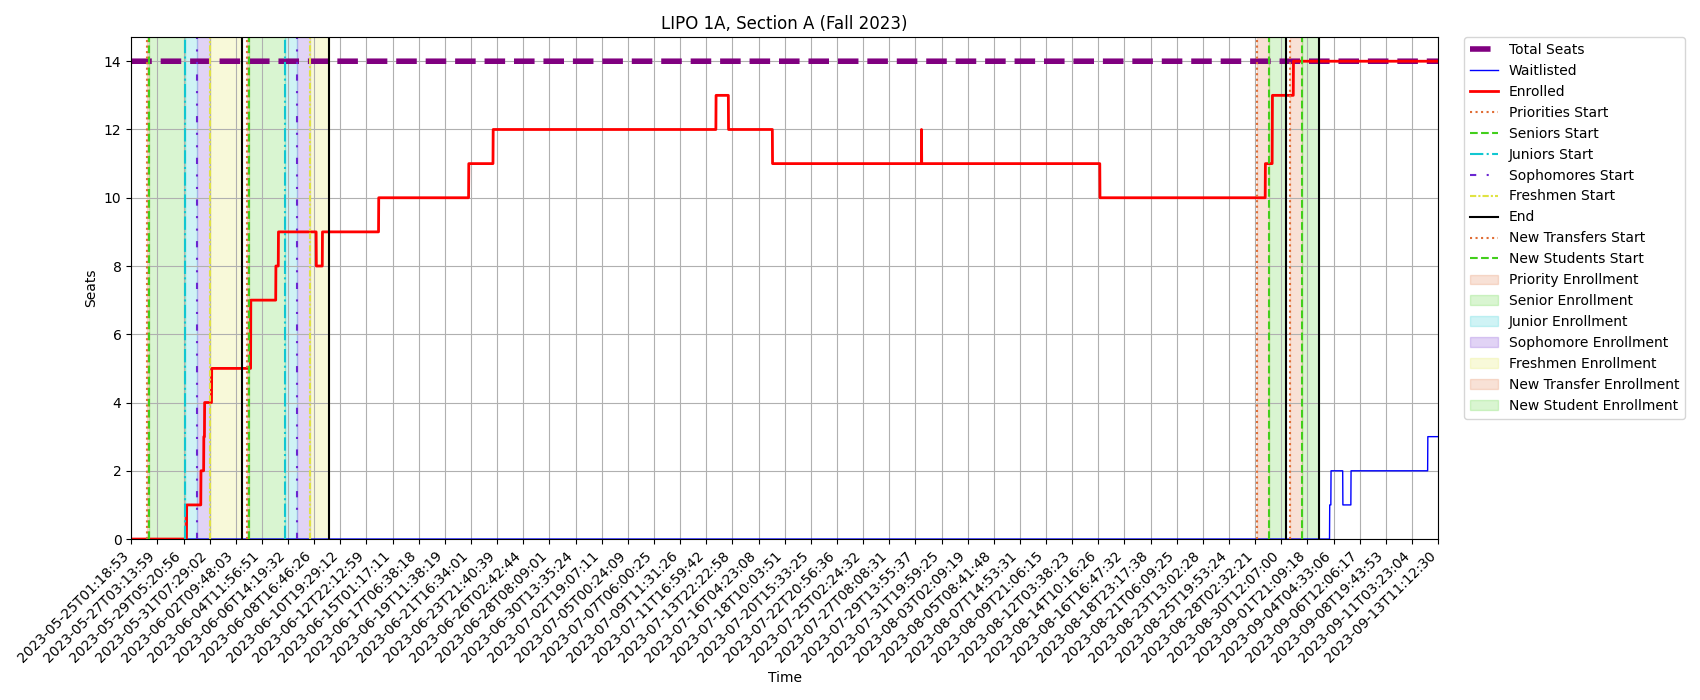 LIPO 1A, Section A (Fall 2023)
Total Seats
Waitlisted
Enrolled
Priorities Start
Seniors Start
Juniors Start
Sophomores Start
Freshmen Start
End
New Transfers Start
New Students Start
Priority Enrollment
Senior Enrollment
Junior Enrollment
Sophomore Enrollment
Freshmen Enrollment
New Transfer Enrollment
New Student Enrollment
Seats
14
12
10
8
6
4
2
0
2023-05-25T01:18:53
2023-05-27T03:13:59
2023-05-29T05:20:56
2023-05-31T07:29:02
2023-06-02T09:48:03
2023-06-04T11:56:51
2023-06-06T14:19:32
2023-06-08T16:46:26
2023-06-10T19:29:12
2023-06-12T22:12:59
2023-06-15T01:17:11
2023-06-17T06:38:18
2023-06-19T11:38:19
2023-06-21T16:34:01
2023-06-23T21:40:39
2023-06-26T02:42:44
2023-06-28T08:09:01
2023-06-30T13:35:24
2023-07-02T19:07:11
2023-07-05T00:24:09
2023-07-07T06:00:25
2023-07-09T11:31:26
2023-07-11T16:59:42
2023-07-13T22:22:58
2023-07-16T04:23:08
2023-07-18T10:03:51
2023-07-20T15:33:25
2023-07-22T20:56:36
2023-07-25T02:24:32
2023-07-27T08:08:31
2023-07-29T13:55:37
2023-07-31T19:59:25
2023-08-03T02:09:19
2023-08-05T08:41:48
2023-08-07T14:53:31
2023-08-09T21:06:15
2023-08-12T03:38:23
2023-08-14T10:16:26
2023-08-16T16:47:32
2023-08-18T23:17:38
2023-08-21T06:09:25
2023-08-23T13:02:28
2023-08-25T19:53:24
2023-08-28T02:32:21
2023-08-30T12:07:00
2023-09-01T21:09:18
2023-09-04T04:33:06
2023-09-06T12:06:17
2023-09-08T19:43:53
2023-09-11T03:23:04
2023-09-13T11:12:30
Time